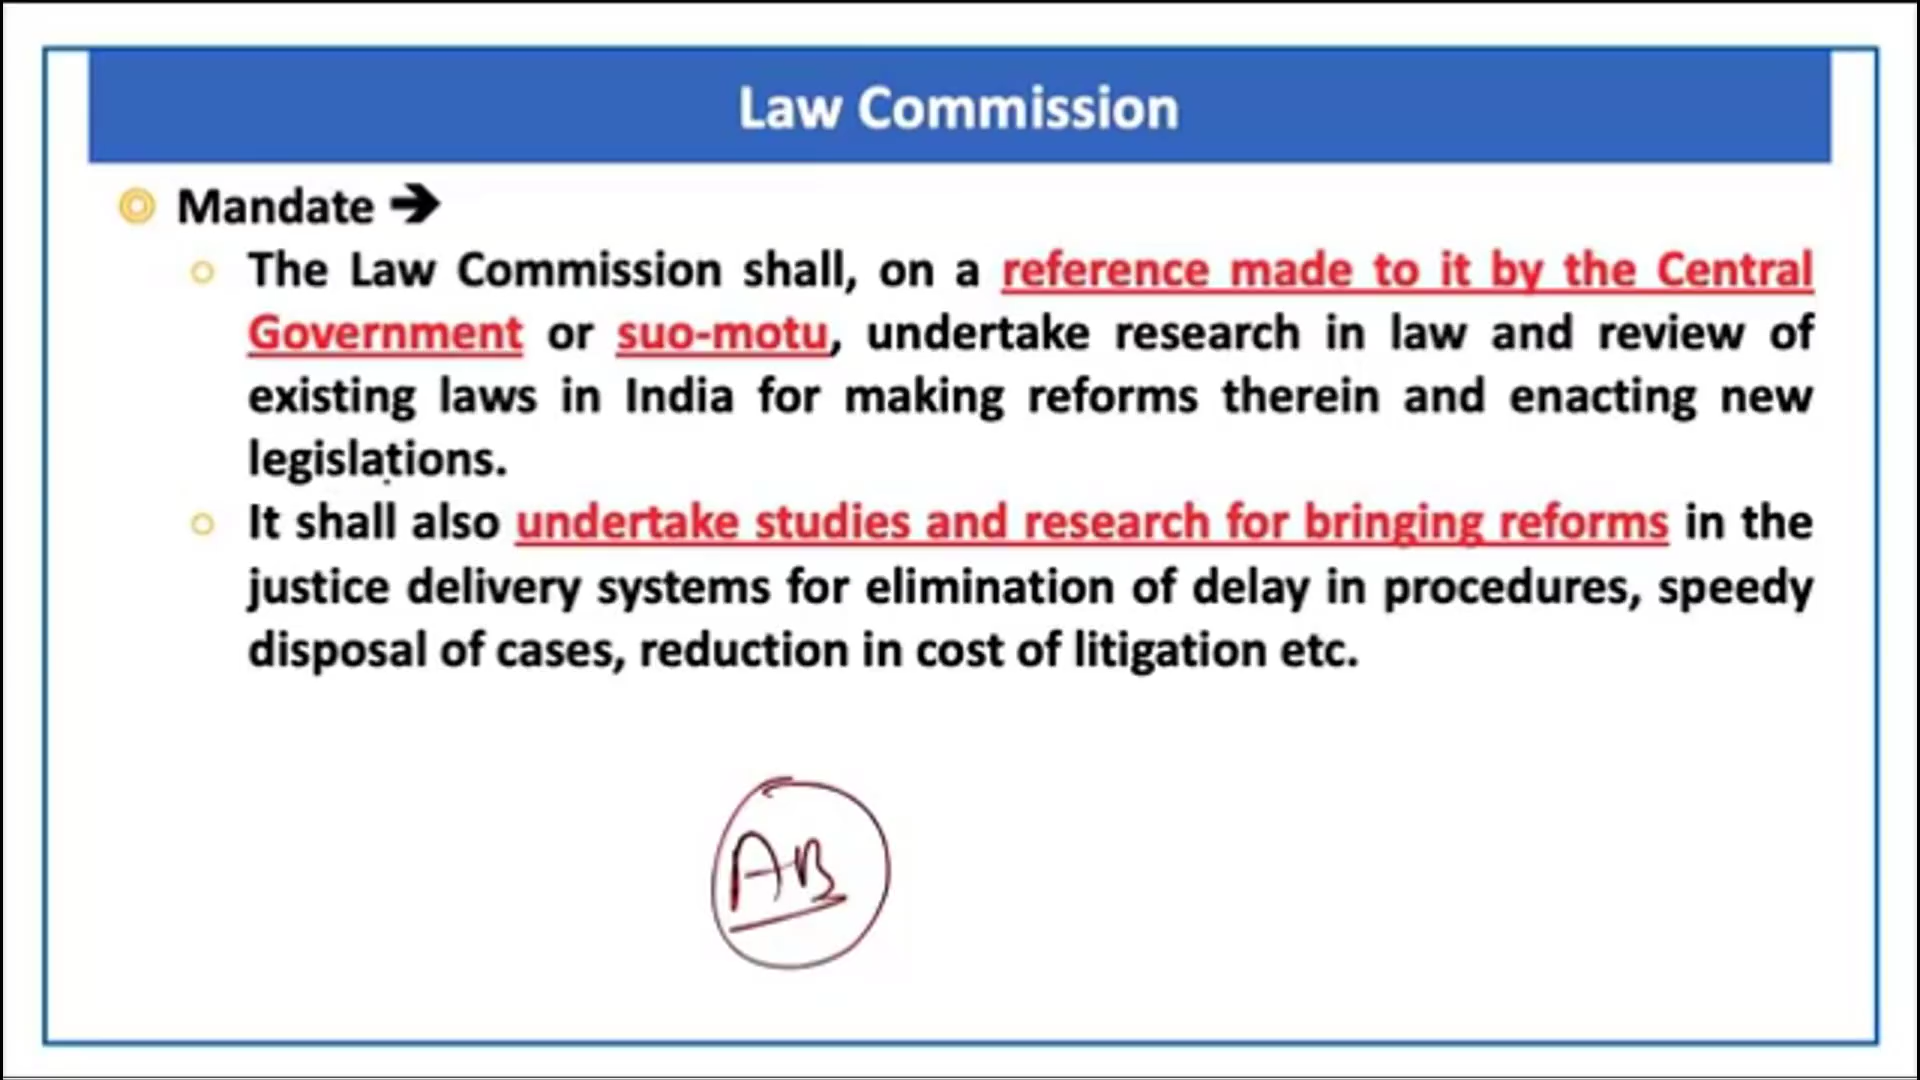 Law Commission
Mandate ➔
The Law Commission shall, on a reference made to it by the Central
Government or suo-motu, undertake research in law and review of
existing laws in India for making reforms therein and enacting new
legislations.
It shall also undertake studies and research for bringing reforms in the
justice delivery systems for elimination of delay in procedures, speedy
disposal of cases, reduction in cost of litigation etc.
AB